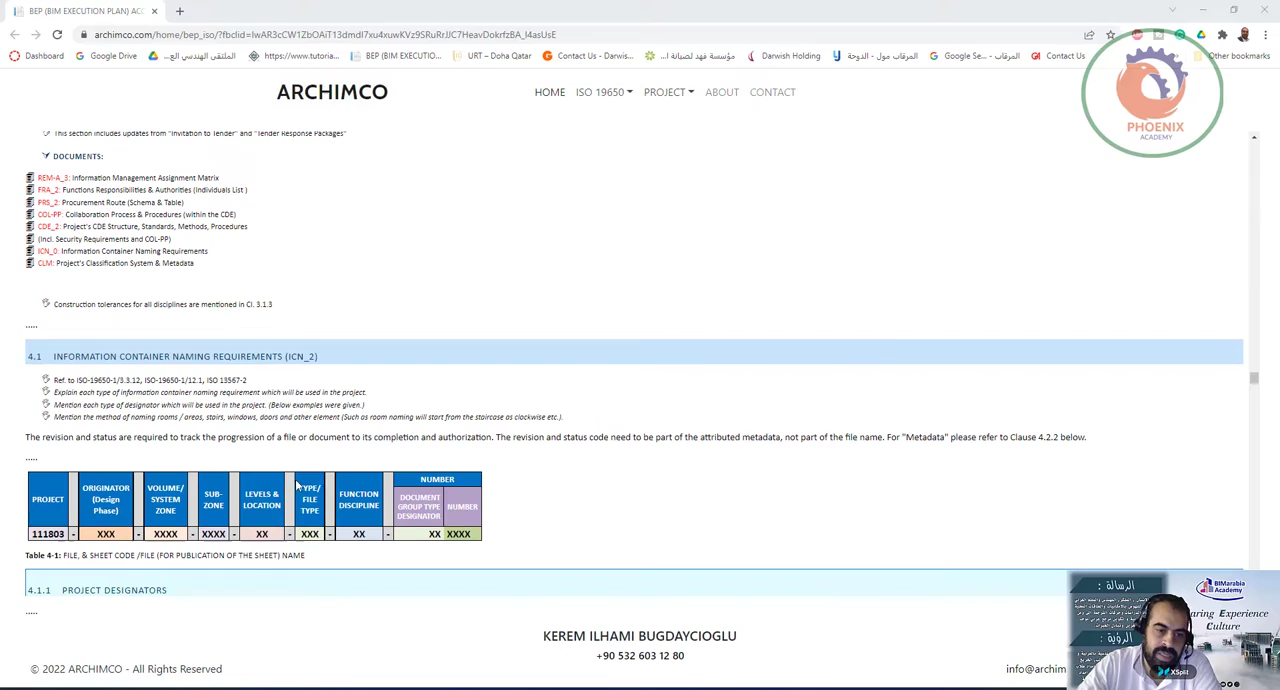 BEP (BIM EXECUTION PLAN) ACC
archimco.com/home/bep_iso/?fbclid=IwAR3cCW1ZbOAiT13dmdI7xu4xuwKVz9SRuRrJJC7HeavDokrfzBA_I4asUsE
Dashboard
Google Drive
الملتقى الهندسي الع...
https://www.tutoria...
BEP (BIM EXECUTIO...
URT – Doha Qatar
Contact Us - Darwis...
مؤسسة فهد لصيانة ا...
Darwish Holding
المرقاب مول - الدوحة
Google Se... - المرقاب
Contact Us
Other bookmarks
ARCHIMCO
HOME
ISO 19650
PROJECT
ABOUT
CONTACT
PHOENIX
ACADEMY
This section includes updates from "Invitation to Tender" and "Tender Response Packages"
DOCUMENTS:
REM-A_3: Information Management Assignment Matrix
FRA_2: Functions Responsibilities & Authorities (Individuals List )
PRS_2: Procurement Route (Schema & Table)
COL-PP: Collaboration Process & Procedures (within the CDE)
CDE_2: Project's CDE Structure, Standards, Methods, Procedures
(Incl. Security Requirements and COL-PP)
ICN_0: Information Container Naming Requirements
CLM: Project's Classification System & Metadata
Construction tolerances for all disciplines are mentioned in Cl. 3.1.3
.....
4.1 INFORMATION CONTAINER NAMING REQUIREMENTS (ICN_2)
Ref. to ISO-19650-1/3.3.12, ISO-19650-1/12.1, ISO 13567-2
Explain each type of information container naming requirement which will be used in the project.
Mention each type of designator which will be used in the project. (Below examples were given.)
Mention the method of naming rooms / areas, stairs, windows, doors and other element (Such as room naming will start from the staircase as clockwise etc.).
The revision and status are required to track the progression of a file or document to its completion and authorization. The revision and status code need to be part of the attributed metadata, not part of the file name. For "Metadata" please refer to Clause 4.2.2 below.
.....
PROJECT
ORIGINATOR (Design Phase)
VOLUME/ SYSTEM ZONE
SUB- ZONE
LEVELS & LOCATION
TYPE/ FILE TYPE
FUNCTION DISCIPLINE
NUMBER
DOCUMENT GROUP TYPE DESIGNATOR
NUMBER
111803 - XXX - XXXX - XXXX - XX - XXX - XX - XX XXXX
Table 4-1: FILE, & SHEET CODE /FILE (FOR PUBLICATION OF THE SHEET) NAME
4.1.1 PROJECT DESIGNATORS
.....
KEREM ILHAMI BUGDAYCIOGLU
+90 532 603 12 80
© 2022 ARCHIMCO - All Rights Reserved
info@archim
الرسالة :
BIMarabia
Academy
aring Experience
Culture
الرؤية :
XSplit